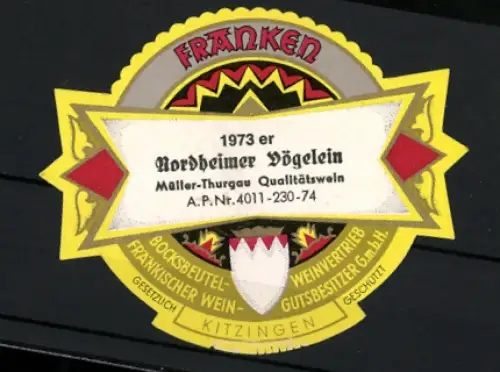 FRANKEN
1973 er
Nordheimer Vögelein
Müller-Thurgau Qualitätswein
A.P.Nr. 4011-230-74
BOCKSBEUTEL-WEINVERTRIEB
FRÄNKISCHER WEIN-GUTSBESITZER G.m.b.H.
GESETZLICH GESCHÜTZT
KITZINGEN